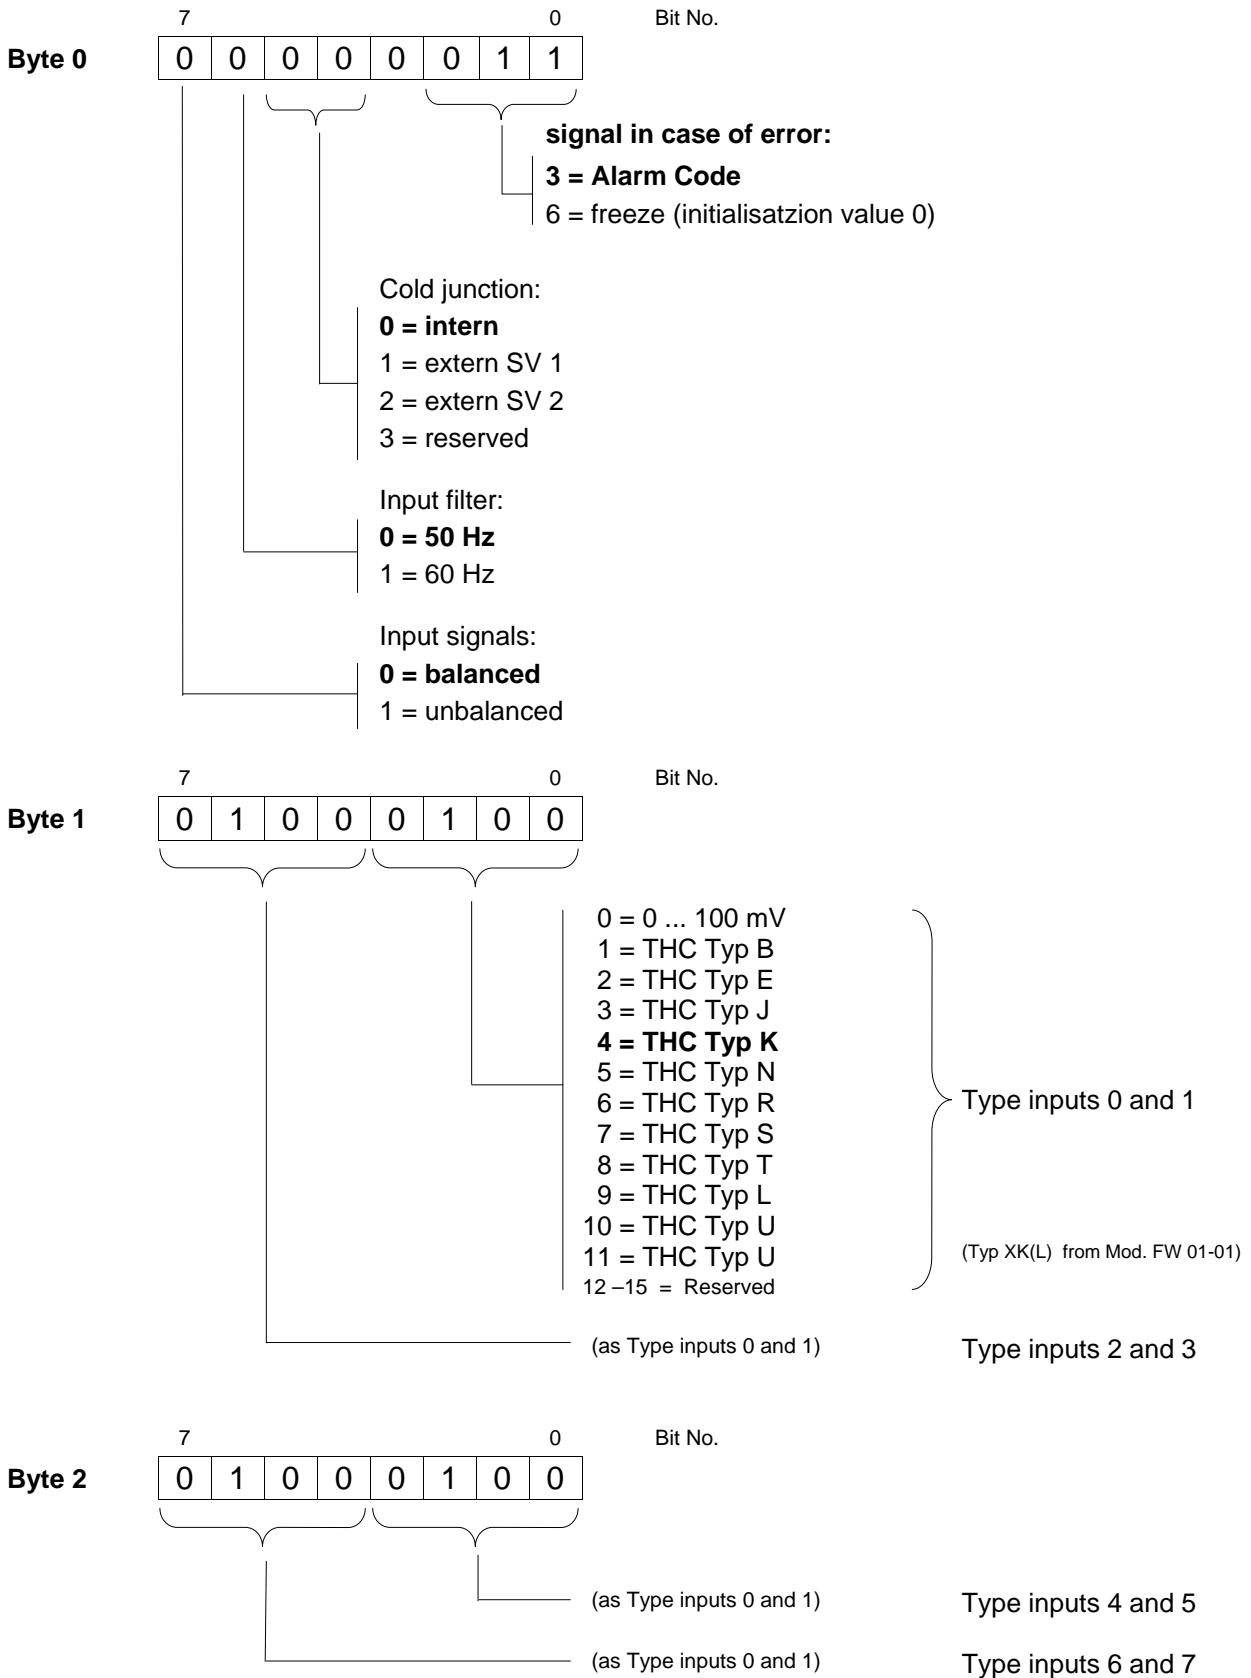 7 0 Bit No.
Byte 0 0 0 0 0 0 0 1 1
signal in case of error:
3 = Alarm Code
6 = freeze (initialisatzion value 0)
Cold junction:
0 = intern
1 = extern SV 1
2 = extern SV 2
3 = reserved
Input filter:
0 = 50 Hz
1 = 60 Hz
Input signals:
0 = balanced
1 = unbalanced
7 0 Bit No.
Byte 1 0 1 0 0 0 1 0 0
0 = 0 ... 100 mV
1 = THC Typ B
2 = THC Typ E
3 = THC Typ J
4 = THC Typ K
5 = THC Typ N
6 = THC Typ R
Type inputs 0 and 1
7 = THC Typ S
8 = THC Typ T
9 = THC Typ L
10 = THC Typ U
11 = THC Typ U (Typ XK(L) from Mod. FW 01-01)
12 –15 = Reserved
(as Type inputs 0 and 1) Type inputs 2 and 3
7 0 Bit No.
Byte 2 0 1 0 0 0 1 0 0
(as Type inputs 0 and 1) Type inputs 4 and 5
(as Type inputs 0 and 1) Type inputs 6 and 7